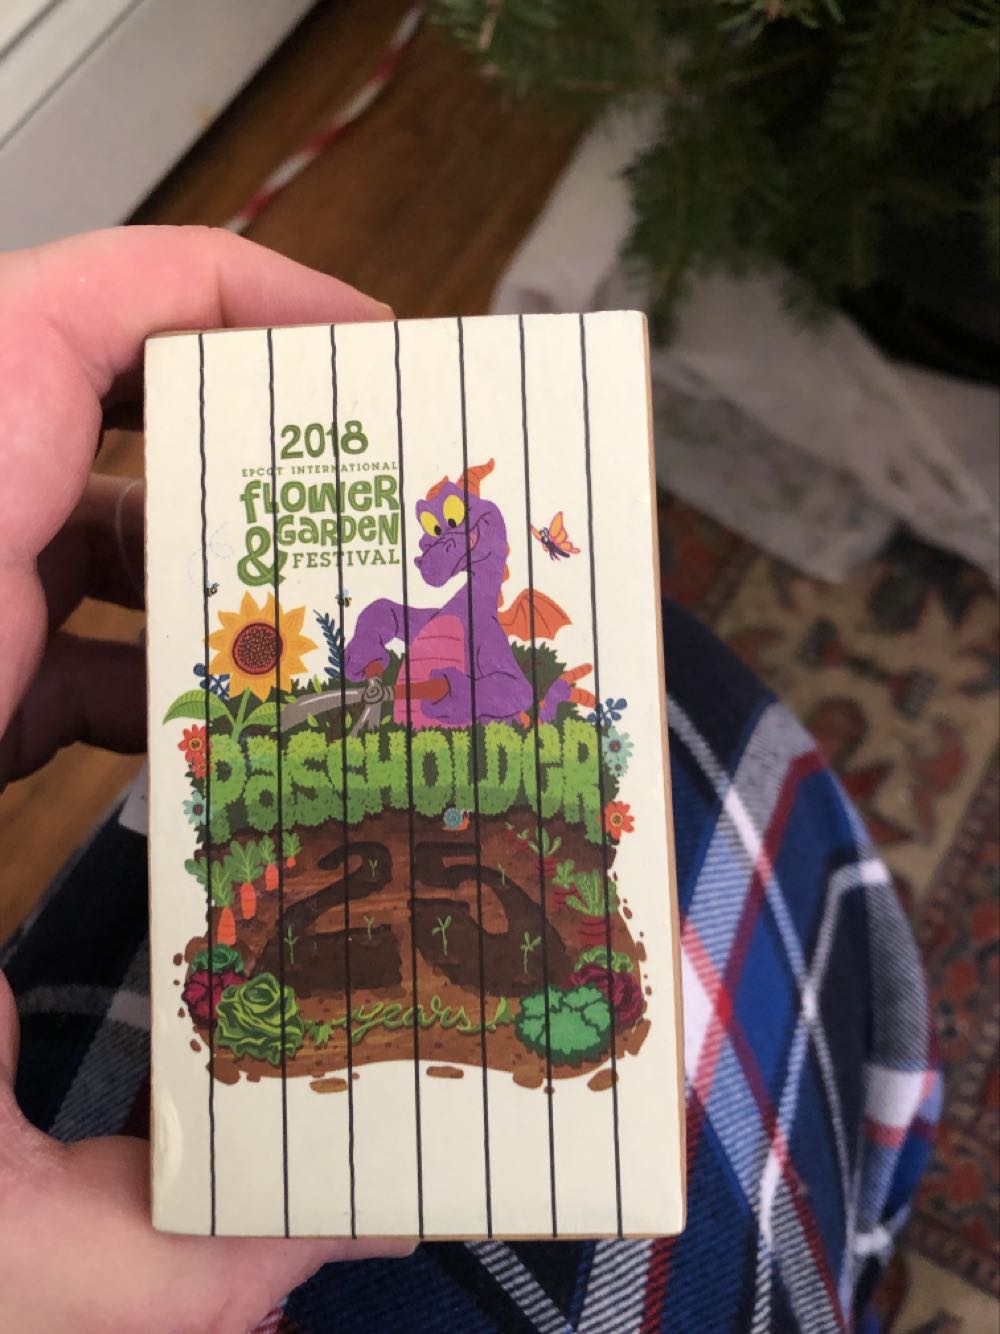 2018
EPCOT INTERNATIONAL
FLOWER
& GARDEN
FESTIVAL
PASSHOLDER
25
years!